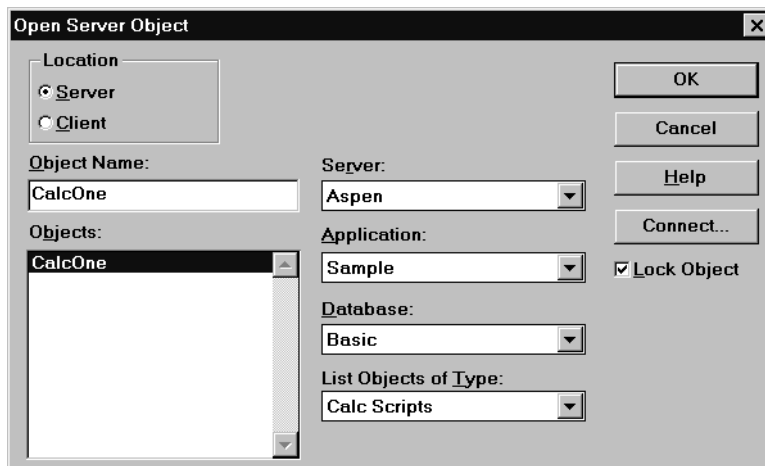 Open Server Object
Location
Server
Client
OK
Cancel
Help
Connect...
Lock Object
Object Name:
CalcOne
Objects:
CalcOne
Server:
Aspen
Application:
Sample
Database:
Basic
List Objects of Type:
Calc Scripts